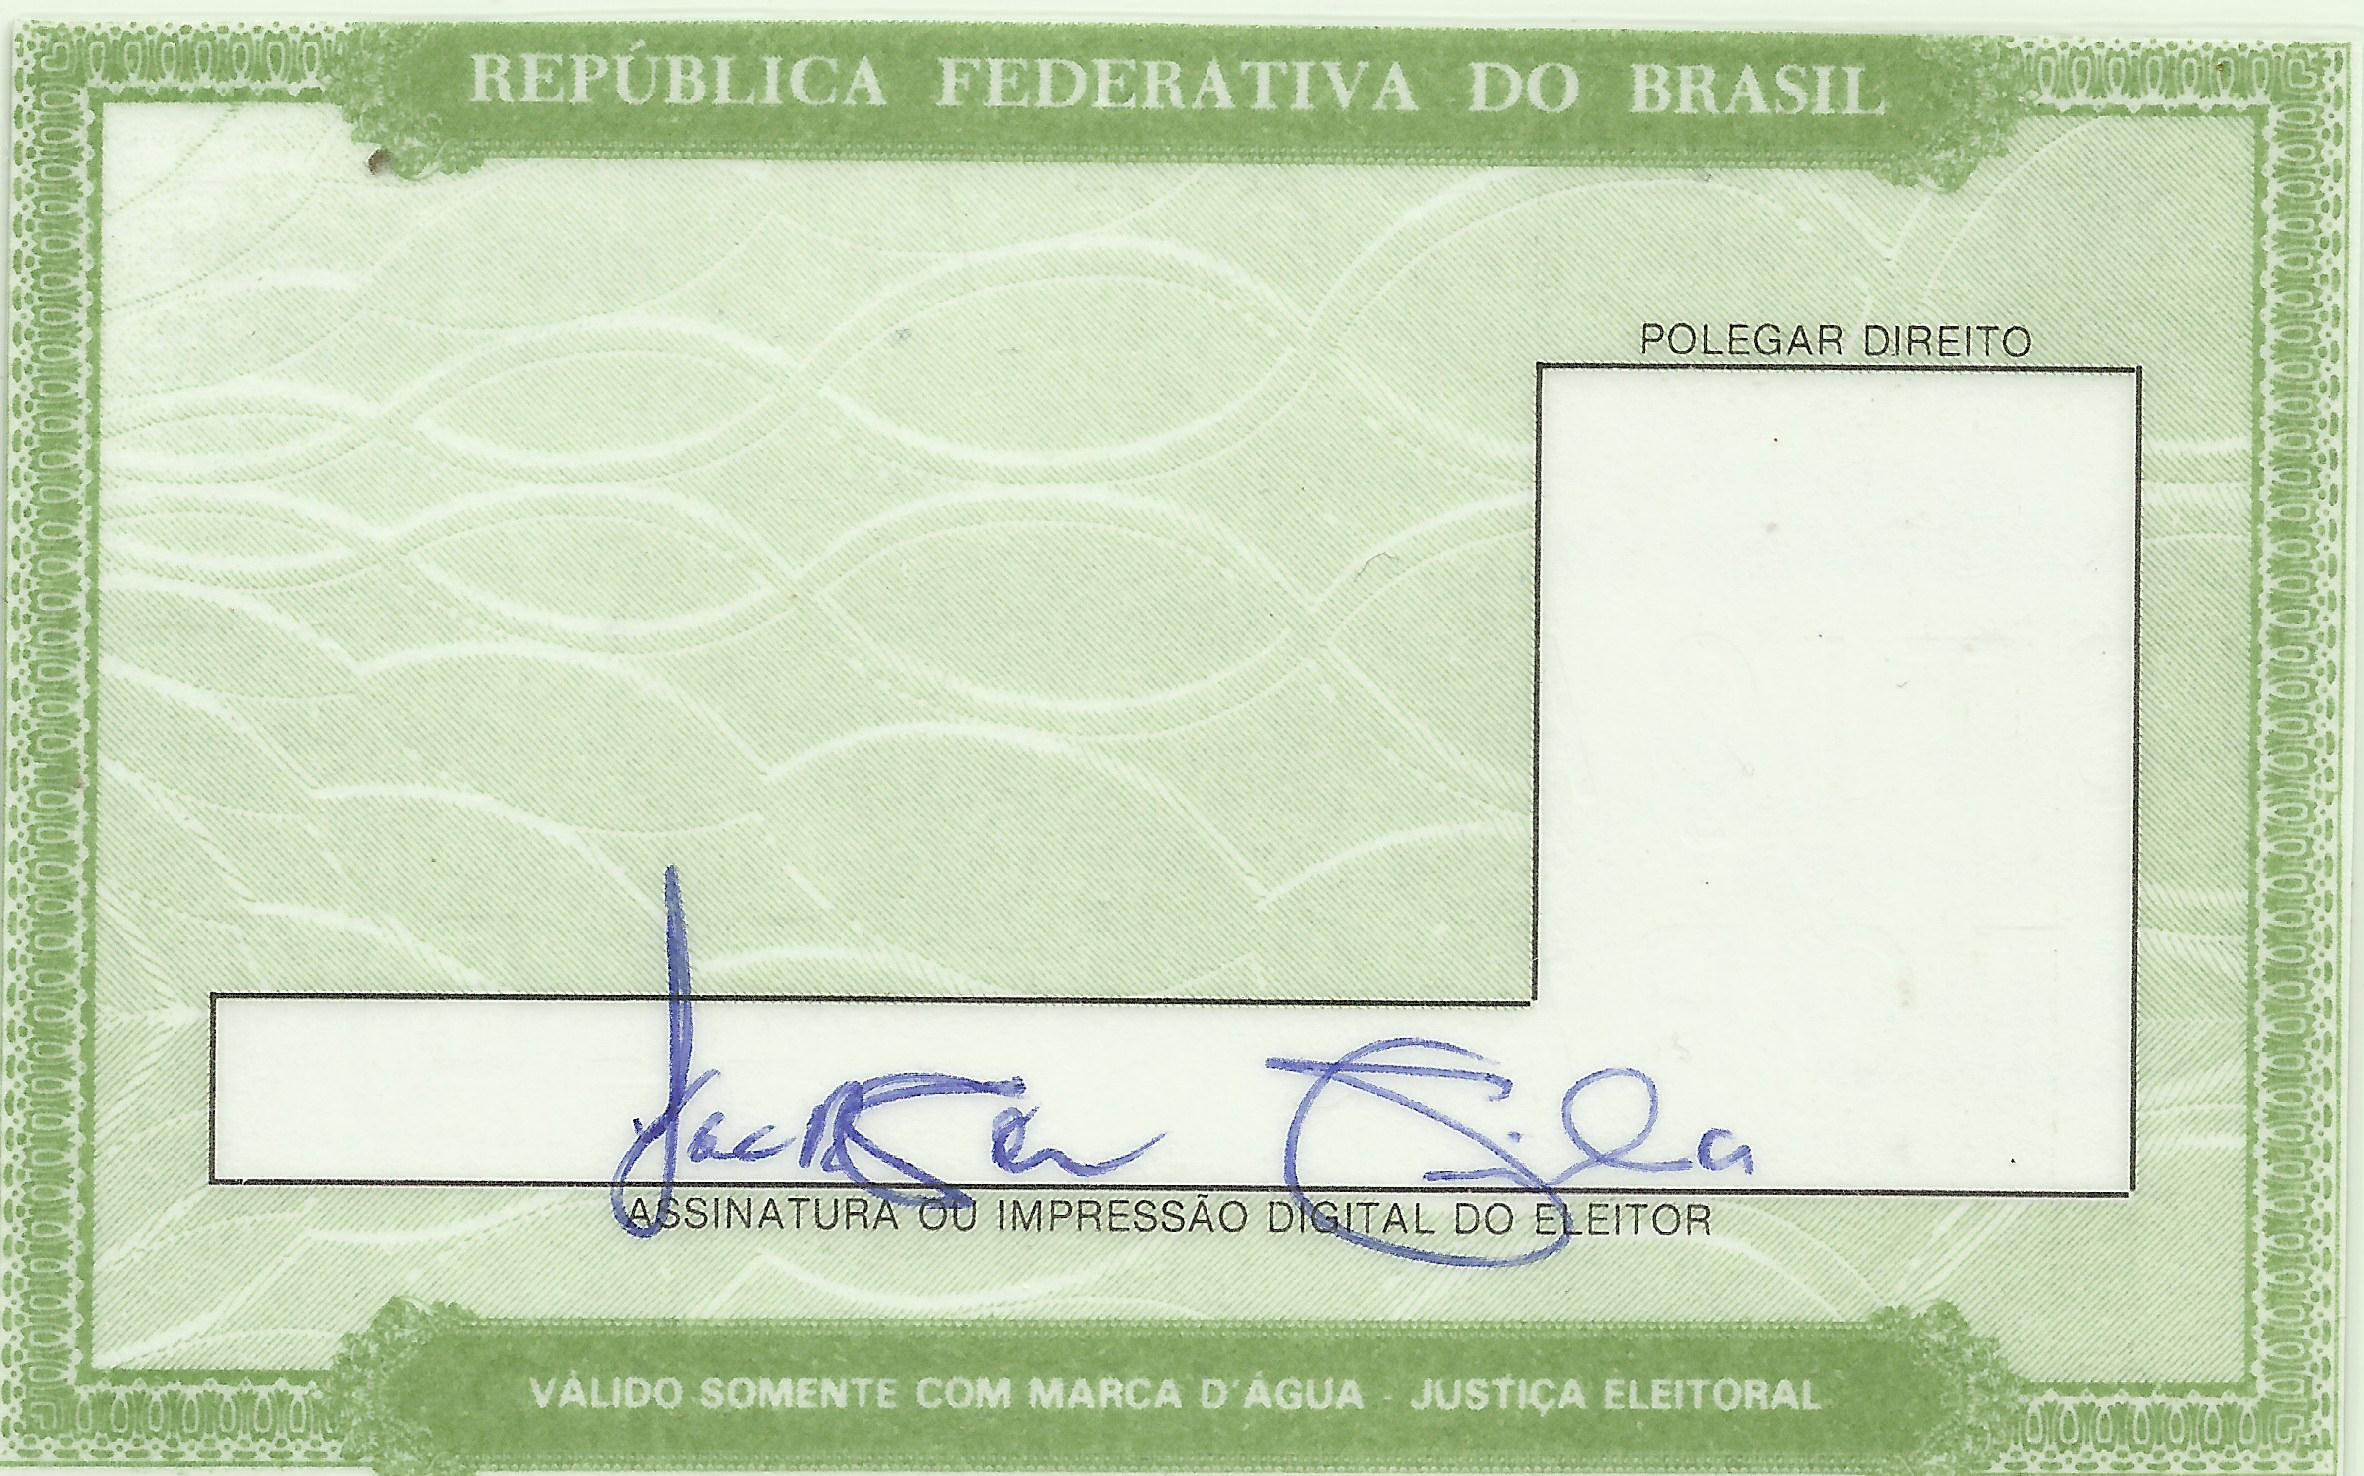 REPÚBLICA FEDERATIVA DO BRASIL
POLEGAR DIREITO
Jackson Silva
ASSINATURA OU IMPRESSÃO DIGITAL DO ELEITOR
VÁLIDO SOMENTE COM MARCA D'ÁGUA - JUSTIÇA ELEITORAL